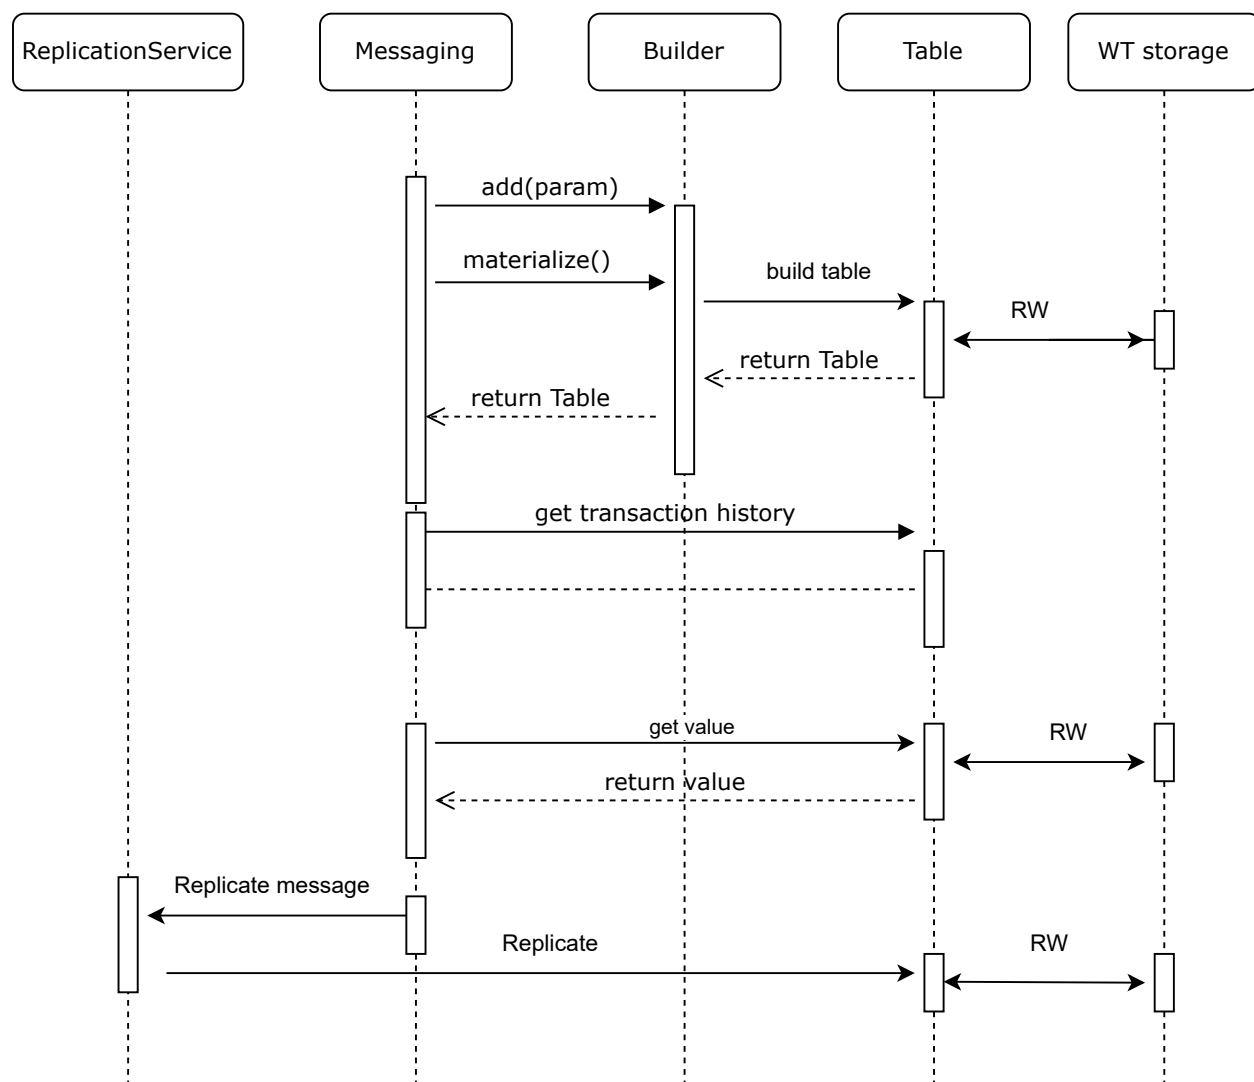 ReplicationService
Messaging
Builder
Table
WT storage
add(param)
materialize()
build table
RW
return Table
return Table
get transaction history
get value
RW
return value
Replicate message
Replicate
RW